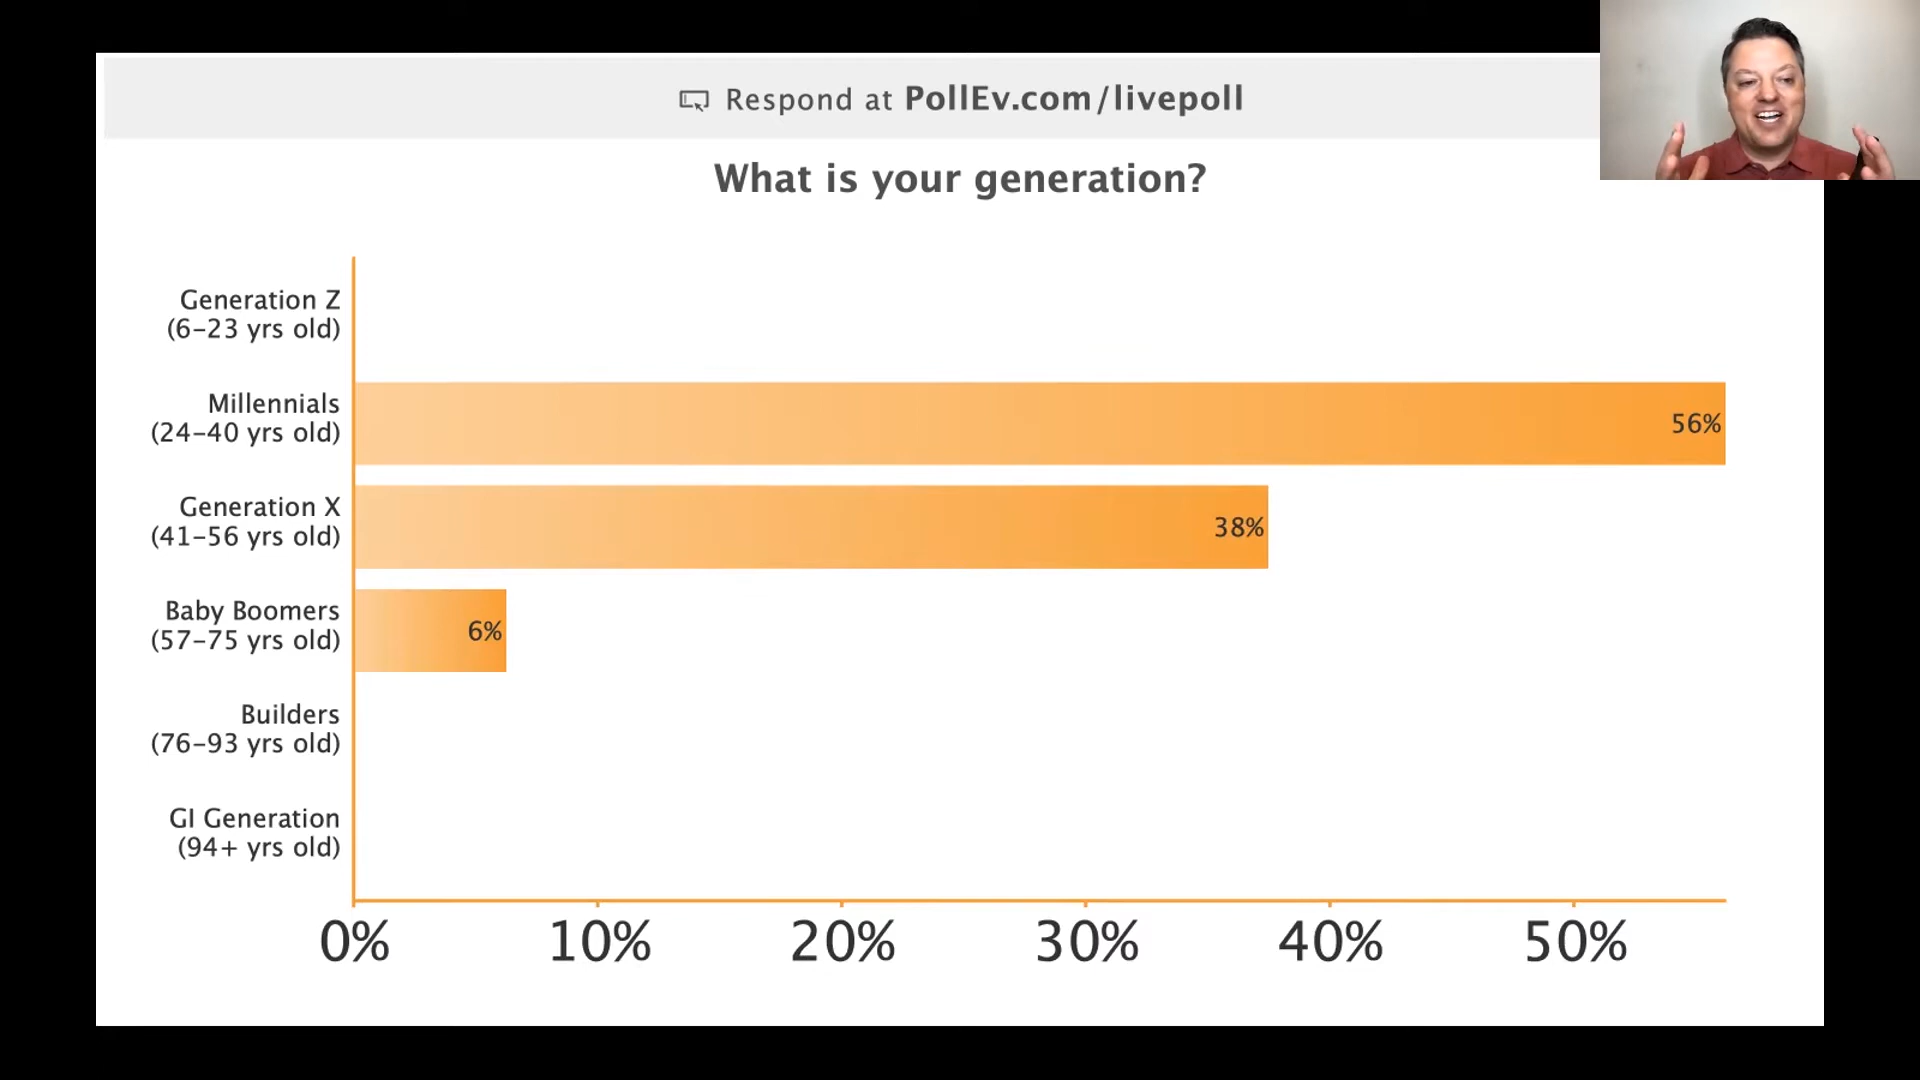 Respond at PollEv.com/livepoll
What is your generation?
Generation Z
(6–23 yrs old)
Millennials
(24–40 yrs old)
56%
Generation X
(41–56 yrs old)
38%
Baby Boomers
(57–75 yrs old)
6%
Builders
(76–93 yrs old)
GI Generation
(94+ yrs old)
0% 10% 20% 30% 40% 50%